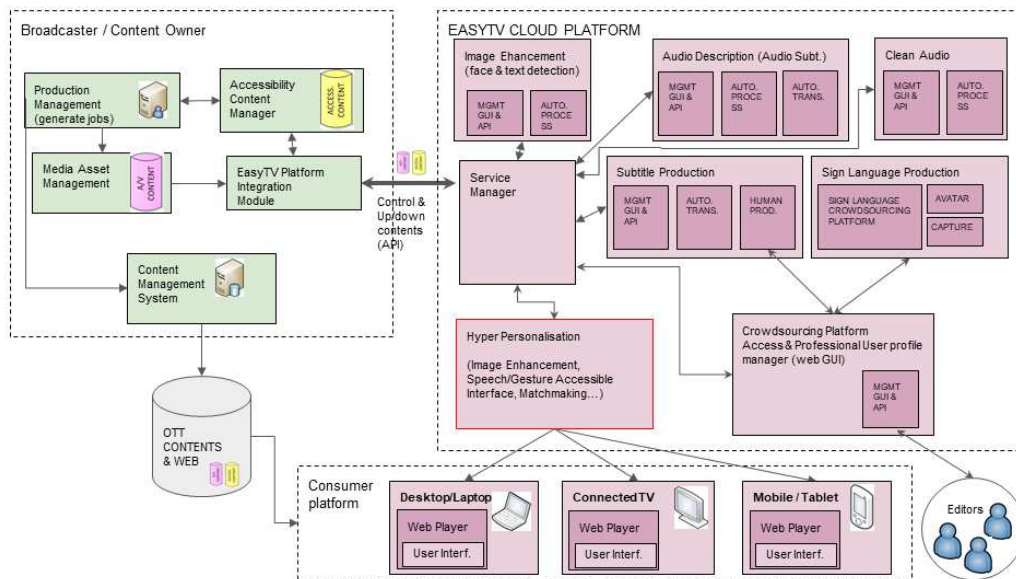 Broadcaster / Content Owner
Production
Management
(generate jobs)
Accessibility
Content
Manager
ACCESS.
CONTENT
Media Asset
Management
A/V
CONTENT
EasyTV Platform
Integration
Module
Content
Management
System
Control &
Up/down
contents
(API)
OTT
CONTENTS
& WEB
EASYTV CLOUD PLATFORM
Image Ehancement
(face & text detection)
MGMT
GUI &
API
AUTO.
PROCE
SS
Audio Description (Audio Subt.)
MGMT
GUI &
API
AUTO.
PROCE
SS
AUTO.
TRANS.
Clean Audio
MGMT
GUI &
API
AUTO.
PROCE
SS
Service
Manager
Subtitle Production
MGMT
GUI &
API
AUTO.
TRANS.
HUMAN
PROD.
Sign Language Production
SIGN LANGUAGE
CROWDSOURCING
PLATFORM
AVATAR
CAPTURE
Hyper Personalisation
(Image Enhancement,
Speech/Gesture Accessible
Interface, Matchmaking...)
Crowdsourcing Platform
Access & Professional User profile
manager (web GUI)
MGMT
GUI &
API
Consumer
platform
Desktop/Laptop
Web Player
User Interf.
ConnectedTV
Web Player
User Interf.
Mobile / Tablet
Web Player
User Interf.
Editors